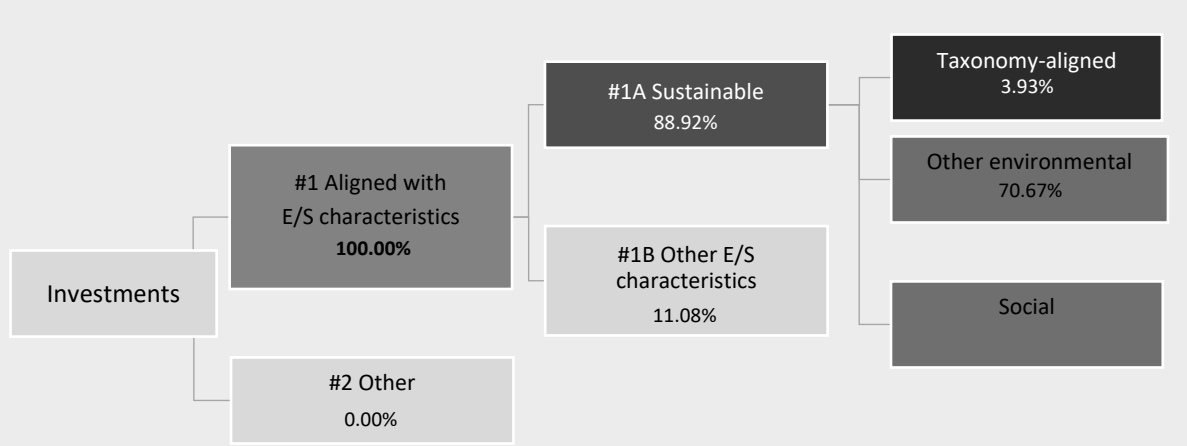 Investments
#1 Aligned with
E/S characteristics
100.00%
#2 Other
0.00%
#1A Sustainable
88.92%
#1B Other E/S
characteristics
11.08%
Taxonomy-aligned
3.93%
Other environmental
70.67%
Social